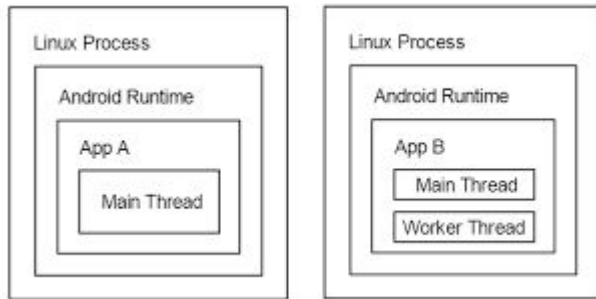 Linux Process
Android Runtime
App A
Main Thread
Linux Process
Android Runtime
App B
Main Thread
Worker Thread